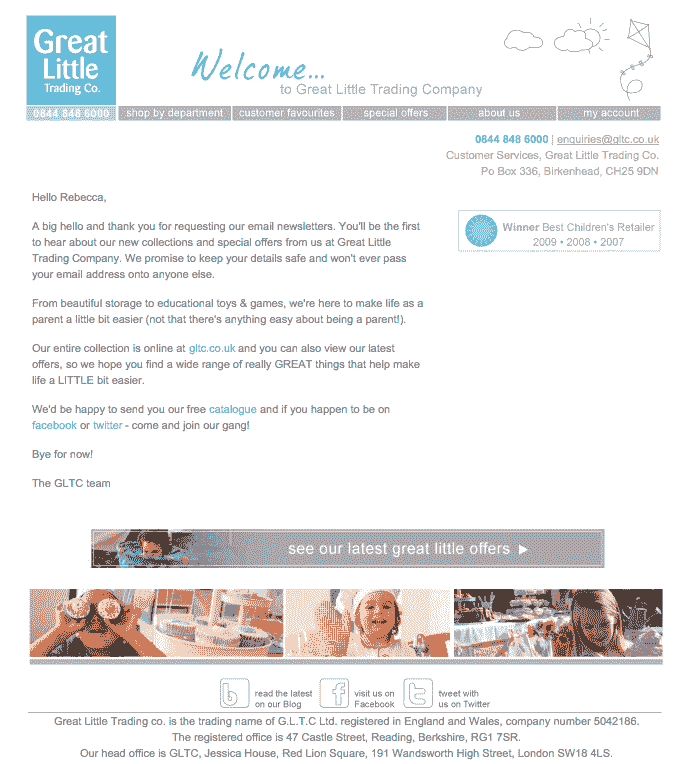 Great
Little
Trading Co.
Welcome...
to Great Little Trading Company
0844 848 6000
shop by department
customer favourites
special offers
about us
my account
0844 848 6000 | enquiries@gltc.co.uk
Customer Services, Great Little Trading Co.
Po Box 336, Birkenhead, CH25 9DN
Hello Rebecca,
A big hello and thank you for requesting our email newsletters. You'll be the first
to hear about our new collections and special offers from us at Great Little
Trading Company. We promise to keep your details safe and won't ever pass
your email address onto anyone else.
Winner Best Children's Retailer
2009 • 2008 • 2007
From beautiful storage to educational toys & games, we're here to make life as a
parent a little bit easier (not that there's anything easy about being a parent!).
Our entire collection is online at gltc.co.uk and you can also view our latest
offers, so we hope you find a wide range of really GREAT things that help make
life a LITTLE bit easier.
We'd be happy to send you our free catalogue and if you happen to be on
facebook or twitter - come and join our gang!
Bye for now!
The GLTC team
see our latest great little offers ►
b
read the latest
on our Blog
f
visit us on
Facebook
t
tweet with
us on Twitter
Great Little Trading co. is the trading name of G.L.T.C Ltd. registered in England and Wales, company number 5042186.
The registered office is 47 Castle Street, Reading, Berkshire, RG1 7SR.
Our head office is GLTC, Jessica House, Red Lion Square, 191 Wandsworth High Street, London SW18 4LS.